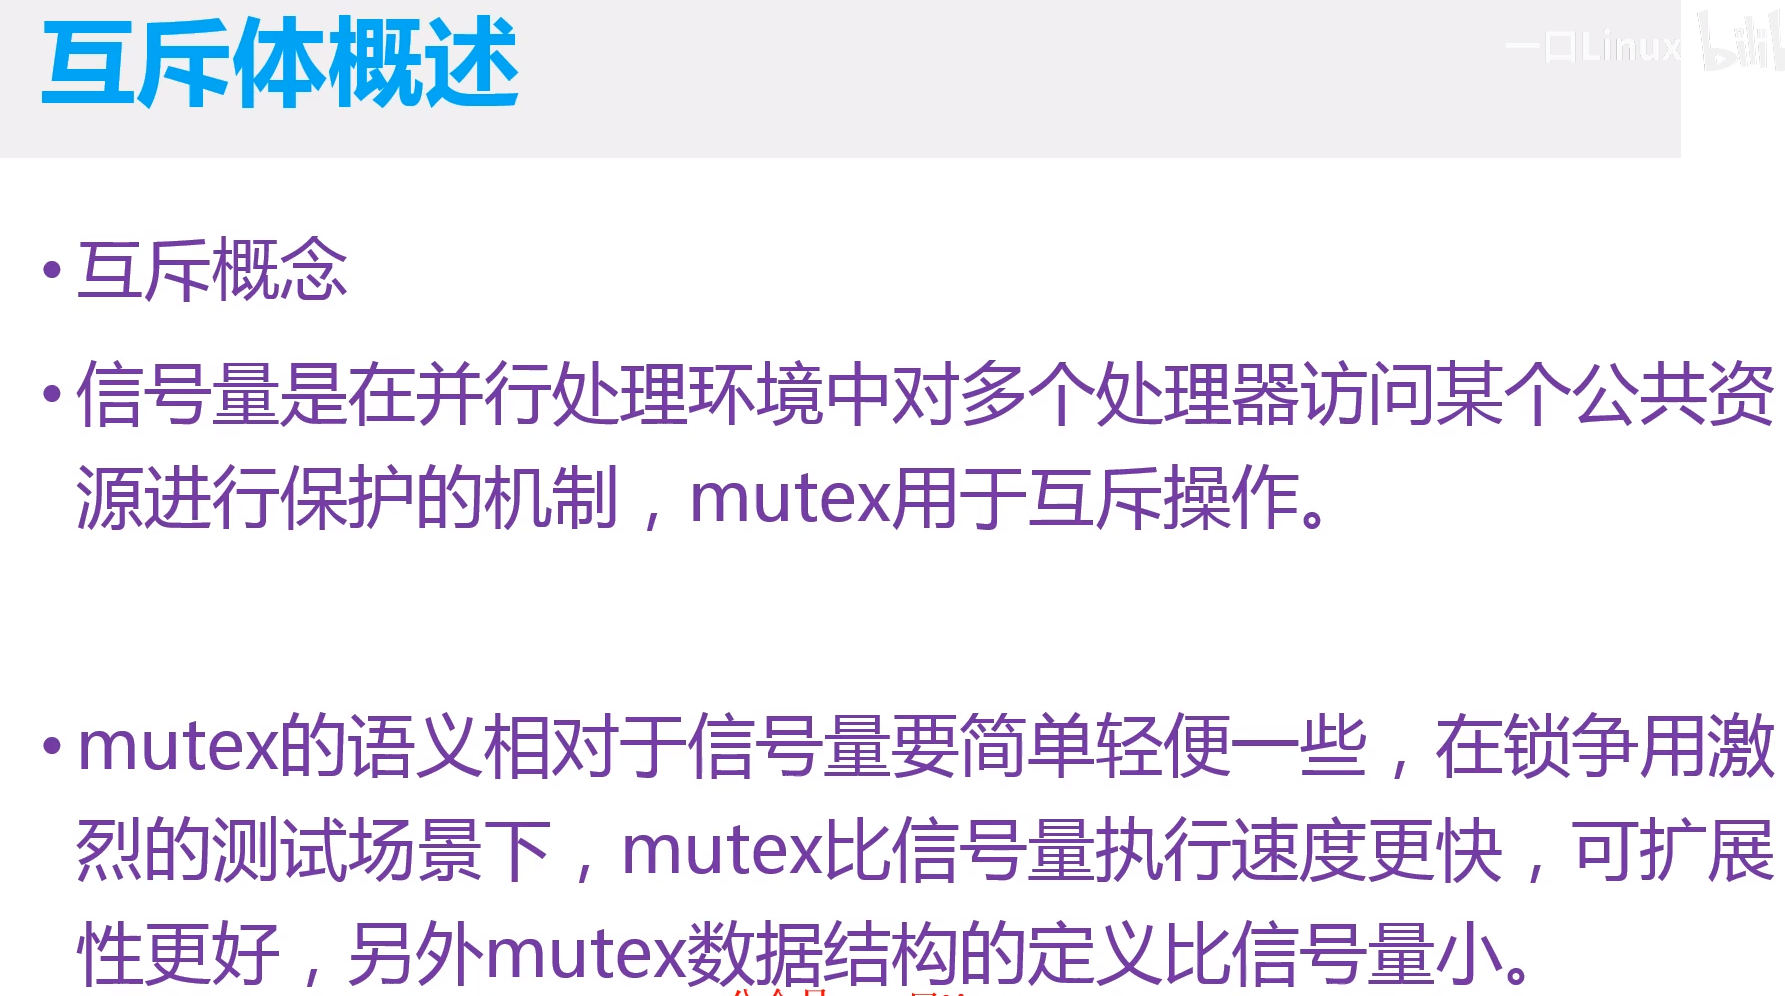 互斥体概述
一口Linux bilibili
• 互斥概念
• 信号量是在并行处理环境中对多个处理器访问某个公共资
源进行保护的机制，mutex用于互斥操作。
• mutex的语义相对于信号量要简单轻便一些，在锁争用激
烈的测试场景下，mutex比信号量执行速度更快，可扩展
性更好，另外mutex数据结构的定义比信号量小。